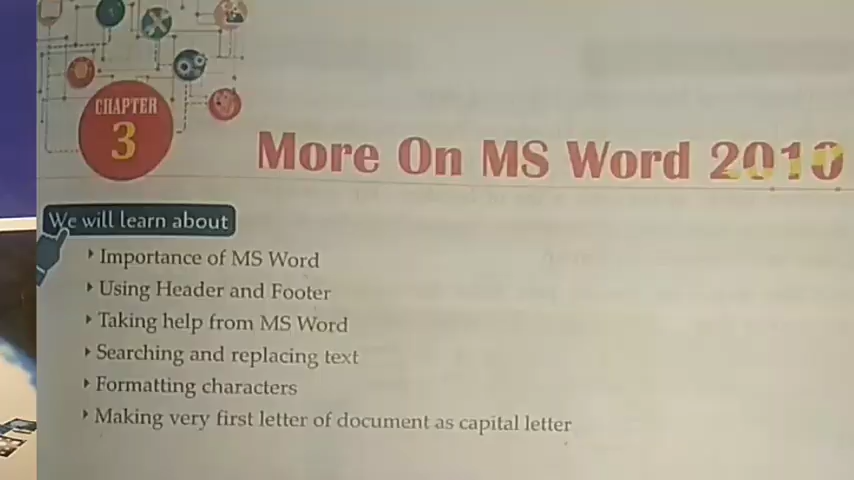 CHAPTER
3
More On MS Word 2010
We will learn about
Importance of MS Word
Using Header and Footer
Taking help from MS Word
Searching and replacing text
Formatting characters
Making very first letter of document as capital letter